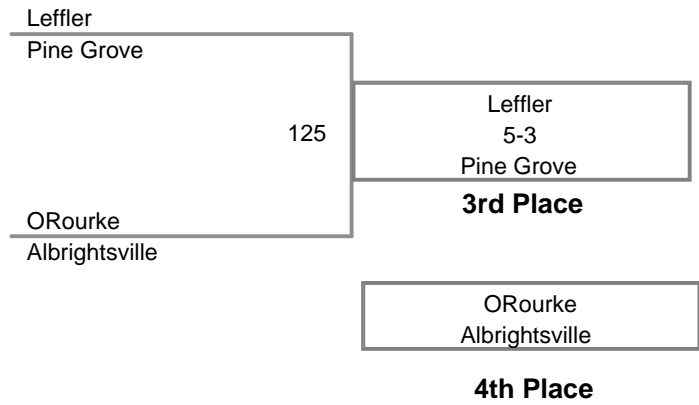 Leffler
Pine Grove
125
Leffler
5-3
Pine Grove
3rd Place
ORourke
Albrightsville
ORourke
Albrightsville
4th Place